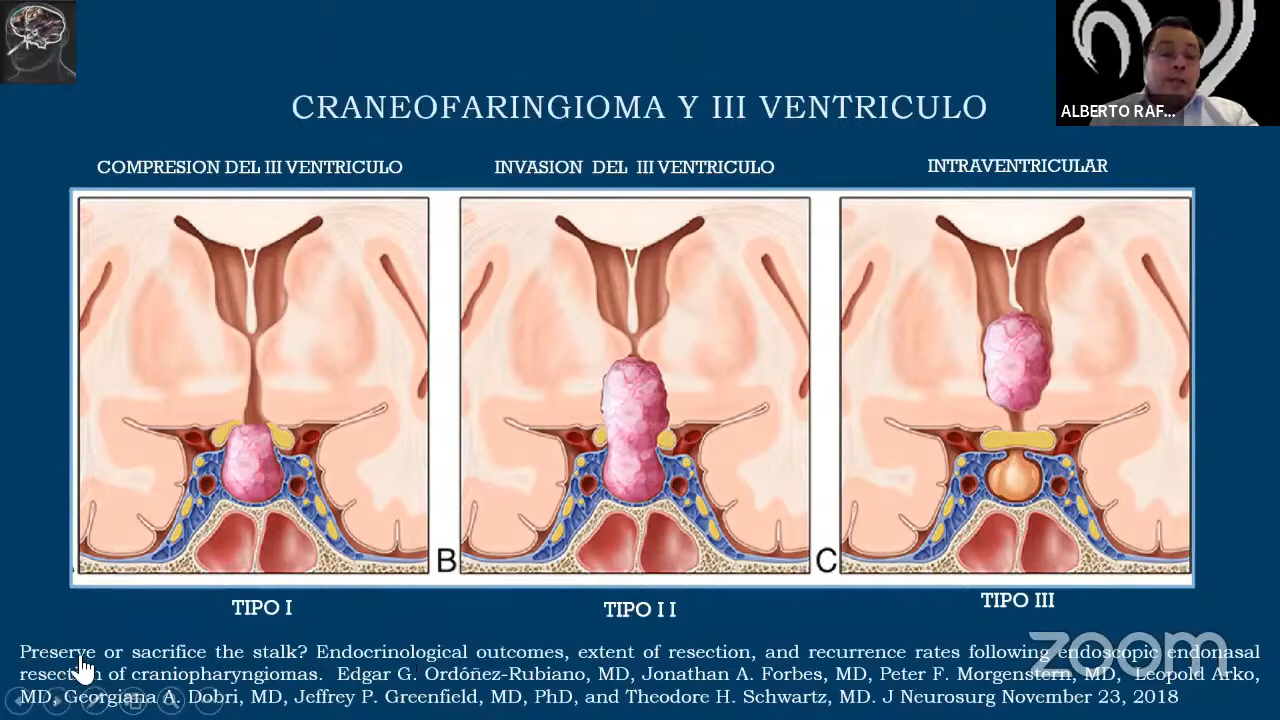 ALBERTO RAF...
CRANEOFARINGIOMA Y III VENTRICULO
COMPRESION DEL III VENTRICULO
INVASION DEL III VENTRICULO
INTRAVENTRICULAR
B
C
TIPO I
TIPO I I
TIPO III
zoom
Preserve or sacrifice the stalk? Endocrinological outcomes, extent of resection, and recurrence rates following endoscopic endonasal
resection of craniopharyngiomas. Edgar G. Ordóñez-Rubiano, MD, Jonathan A. Forbes, MD, Peter F. Morgenstern, MD, Leopold Arko,
MD, Georgiana A. Dobri, MD, Jeffrey P. Greenfield, MD, PhD, and Theodore H. Schwartz, MD. J Neurosurg November 23, 2018